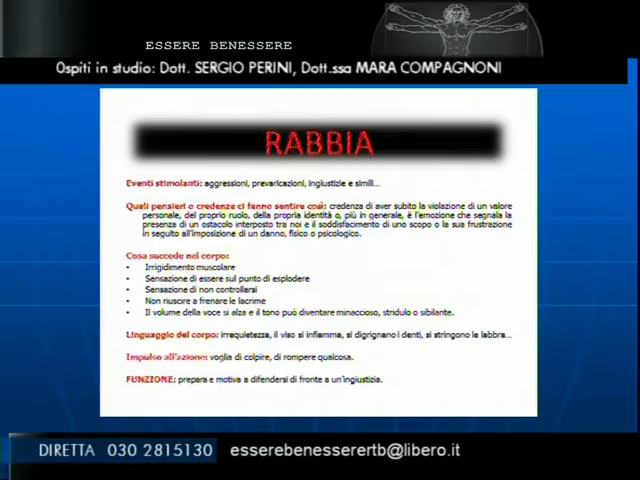 ESSERE BENESSERE
Ospiti in studio: Dott. SERGIO PERINI, Dott.ssa MARA COMPAGNONI
RABBIA
Eventi stimolanti: aggressioni, prevaricazioni, ingiustizie e simili...
Quali pensieri o credenze ci fanno sentire così: credenza di aver subito la violazione di un valore
personale, del proprio ruolo, della propria identità o, più in generale, è l'emozione che segnala la
presenza di un ostacolo interposto tra noi e il soddisfacimento di uno scopo o la sua frustrazione
in seguito all'imposizione di un danno, fisico o psicologico.
Cosa succede nel corpo:
• Irrigidimento muscolare
• Sensazione di essere sul punto di esplodere
• Sensazione di non controllarsi
• Non riuscire a frenare le lacrime
• Il volume della voce si alza e il tono può diventare minaccioso, stridulo o sibilante.
Linguaggio del corpo: irrequietezza, il viso si infiamma, si digrignano i denti, si stringono le labbra...
Impulso all'azione: voglia di colpire, di rompere qualcosa.
FUNZIONE: prepara e motiva a difendersi di fronte a un'ingiustizia.
DIRETTA 030 2815130 esserebenesserertb@libero.it